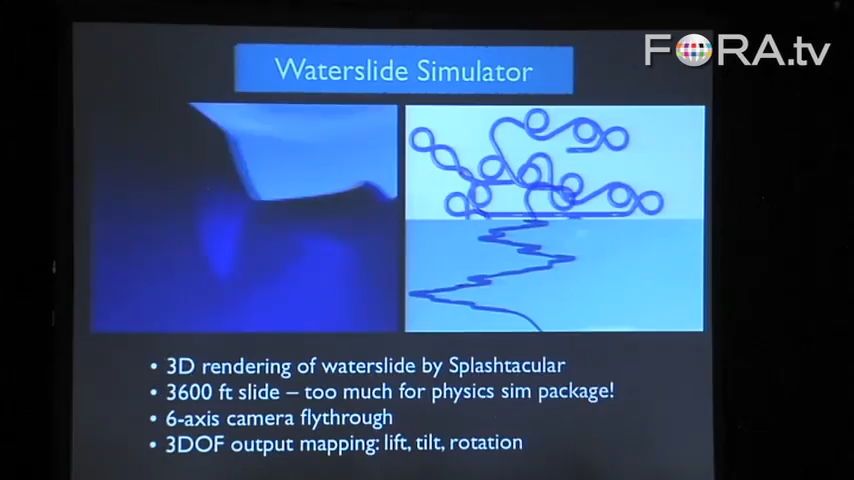 FORA.tv
Waterslide Simulator
• 3D rendering of waterslide by Splashtacular
• 3600 ft slide – too much for physics sim package!
• 6-axis camera flythrough
• 3DOF output mapping: lift, tilt, rotation